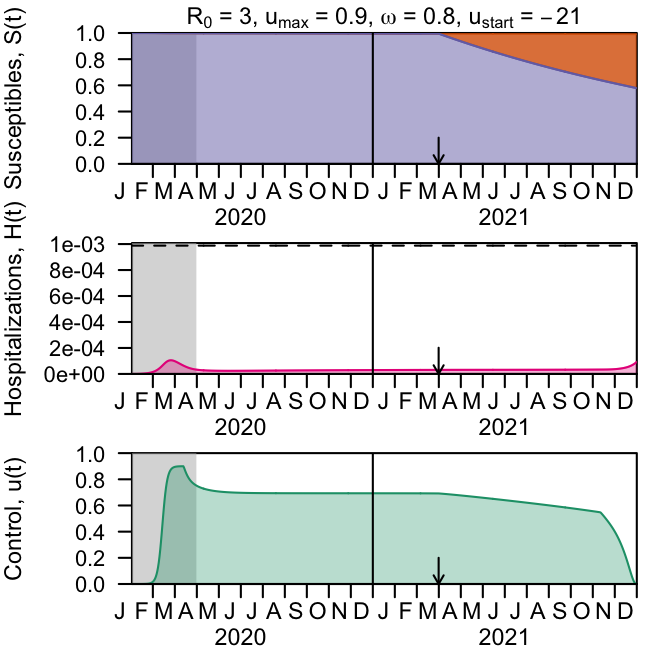 R0 = 3, umax = 0.9, ω = 0.8, ustart = −21
Susceptibles, S(t)
1.0
0.8
0.6
0.4
0.2
0.0
J F M A M J J A S O N D J F M A M J J A S O N D
2020 2021
Hospitalizations, H(t)
1e-03
8e-04
6e-04
4e-04
2e-04
0e+00
J F M A M J J A S O N D J F M A M J J A S O N D
2020 2021
Control, u(t)
1.0
0.8
0.6
0.4
0.2
0.0
J F M A M J J A S O N D J F M A M J J A S O N D
2020 2021